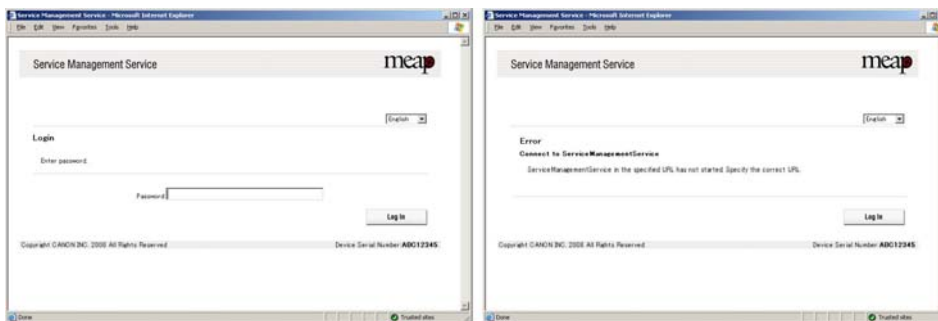 Service Management Service - Microsoft Internet Explorer
File Edit View Favorites Tools Help
Service Management Service
meap
English
Login
Enter password.
Password:
Log In
Copyright CANON INC. 2008 All Rights Reserved
Device Serial Number: ABC12345
Done
Trusted sites
Service Management Service - Microsoft Internet Explorer
File Edit View Favorites Tools Help
Service Management Service
meap
English
Error
Connect to ServiceManagementService
ServiceManagementService in the specified URL has not started. Specify the correct URL.
Log In
Copyright CANON INC. 2008 All Rights Reserved
Device Serial Number: ABC12345
Done
Trusted sites